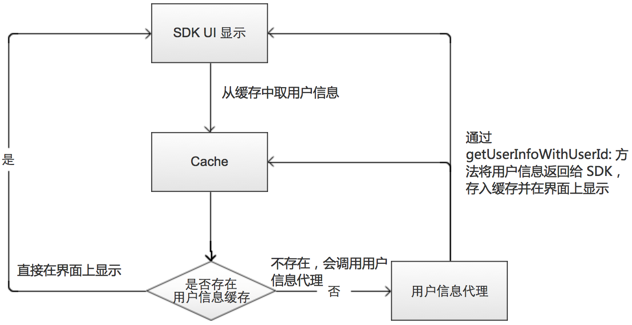 SDK UI 显示
从缓存中取用户信息
Cache
通过
getUserInfoWithUserId: 方
法将用户信息返回给 SDK，
存入缓存并在界面上显示
是
直接在界面上显示
是否存在
用户信息缓存
不存在，会调用用户
信息代理
否
用户信息代理